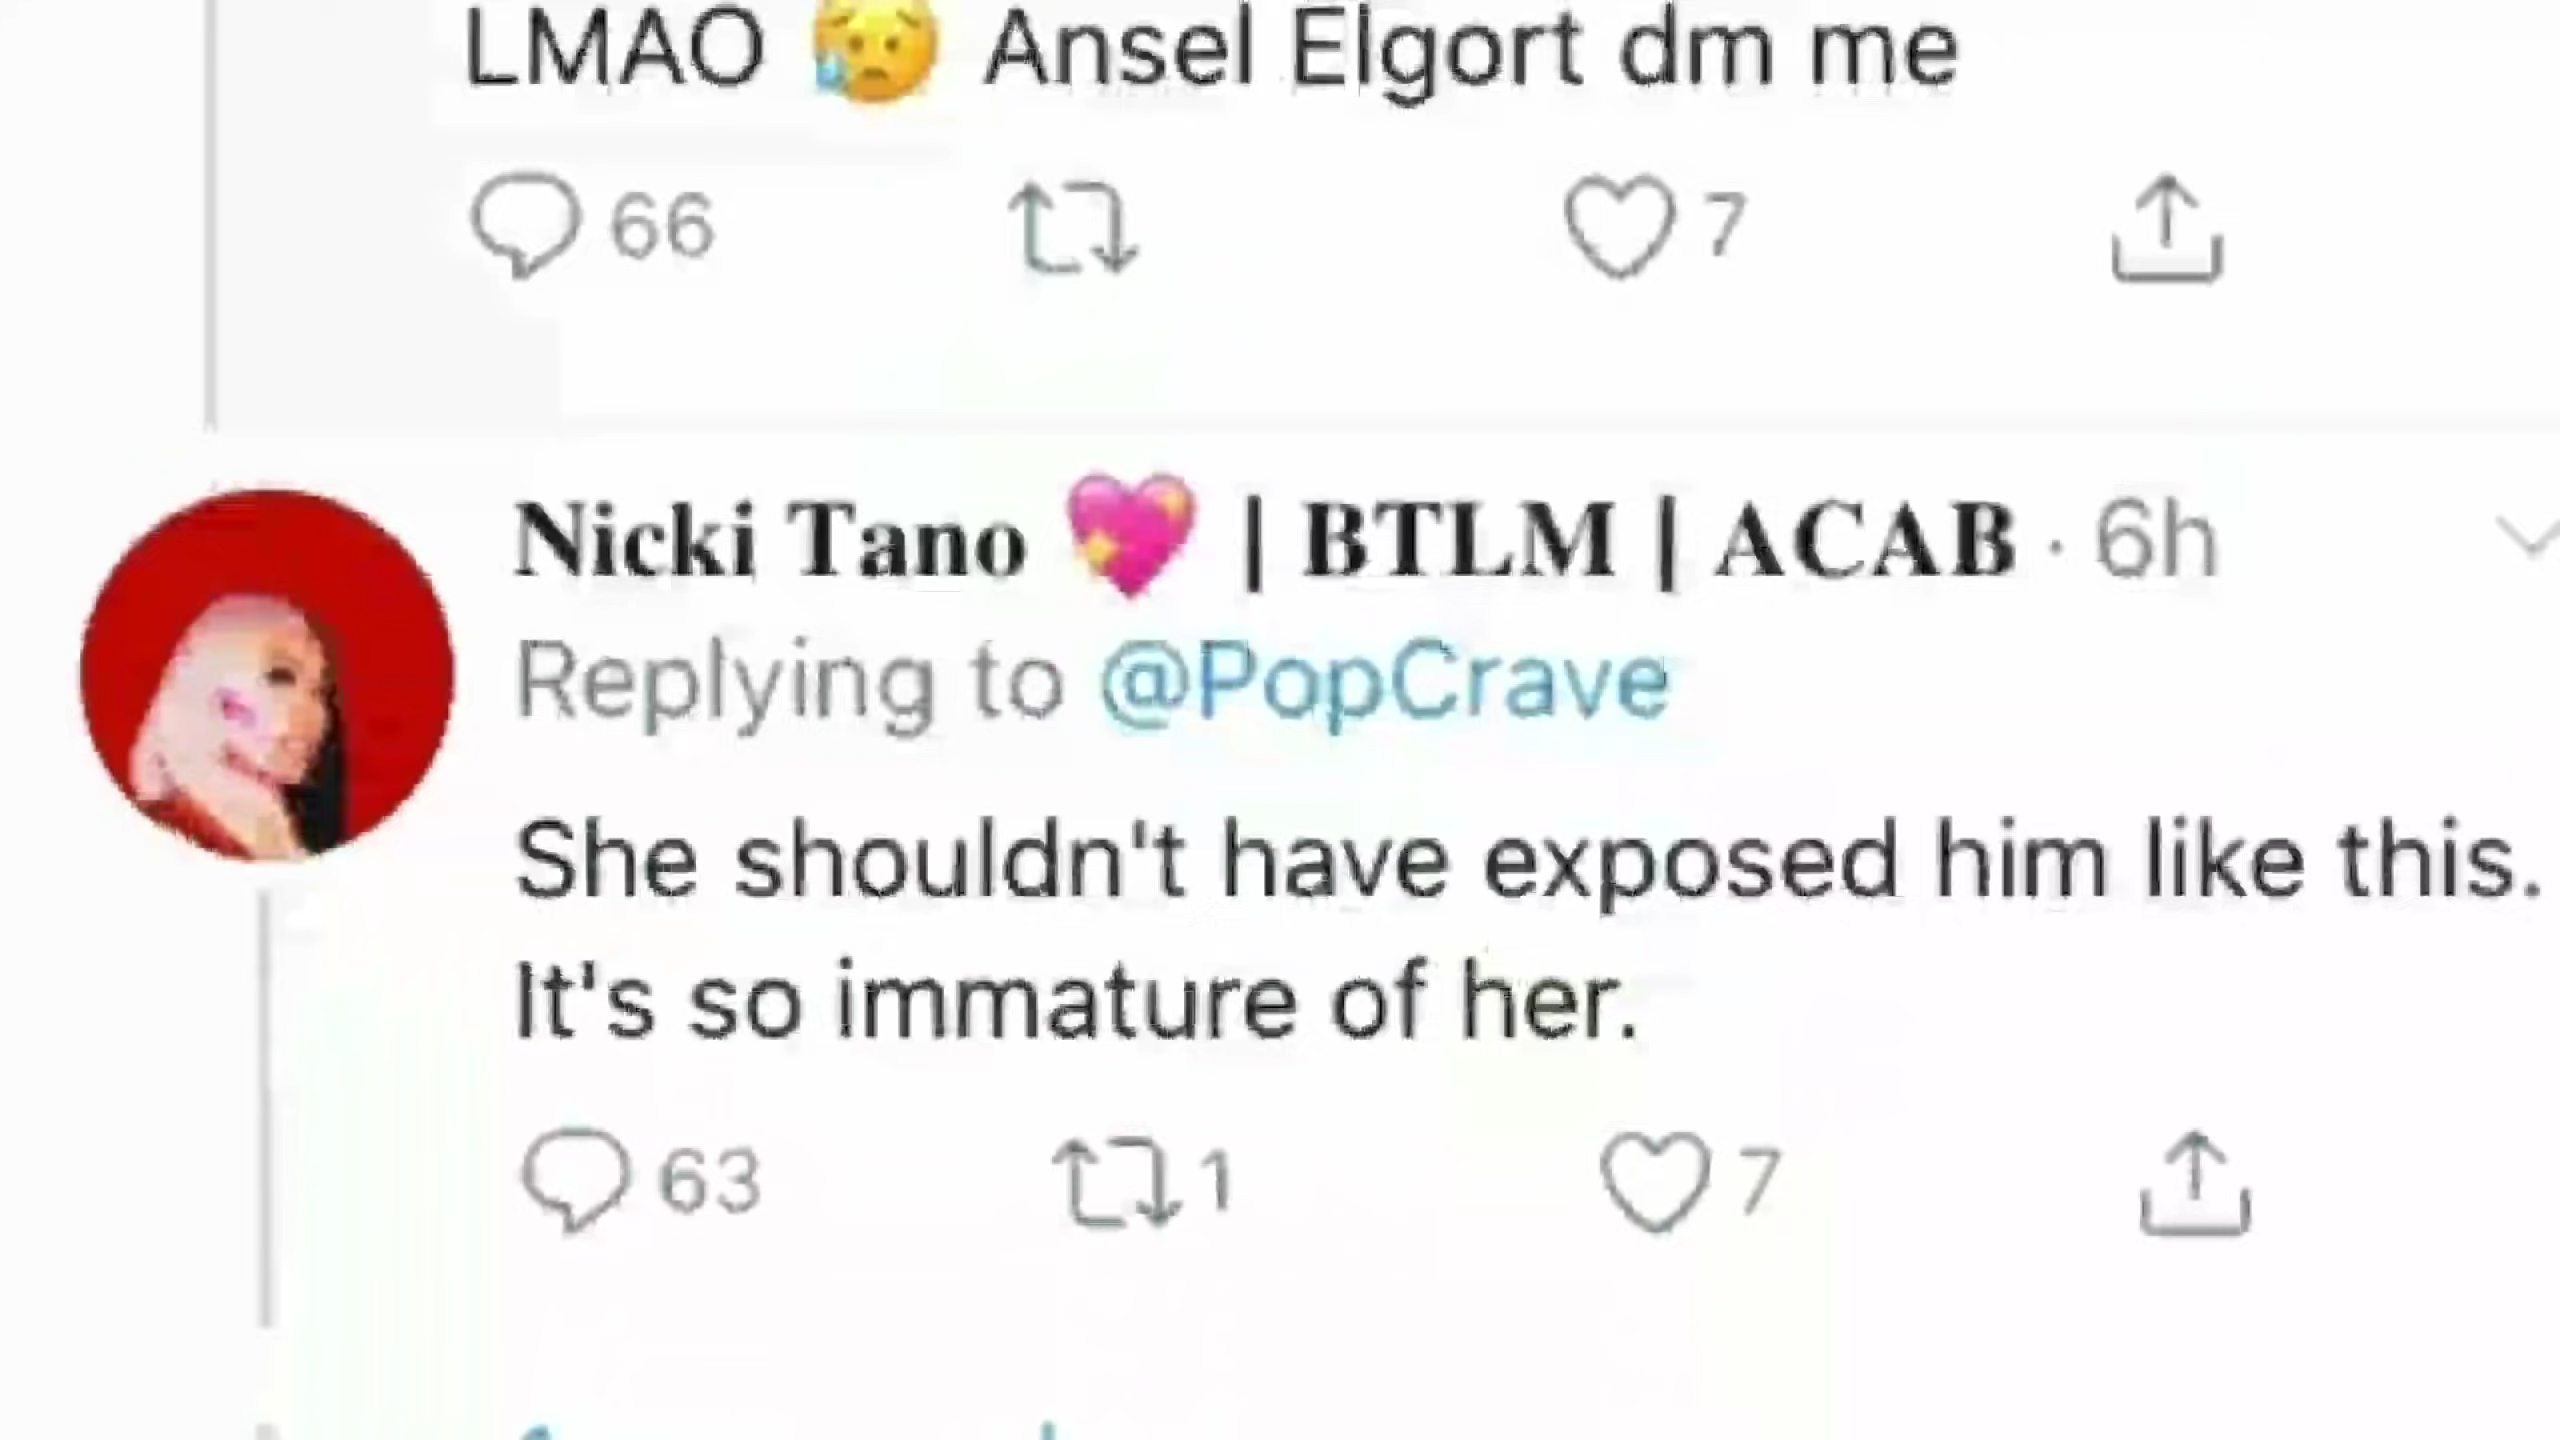 LMAO 😥 Ansel Elgort dm me
66 7
Nicki Tano 💖 | BTLM | ACAB · 6h
Replying to @PopCrave
She shouldn't have exposed him like this.
It's so immature of her.
63 1 7